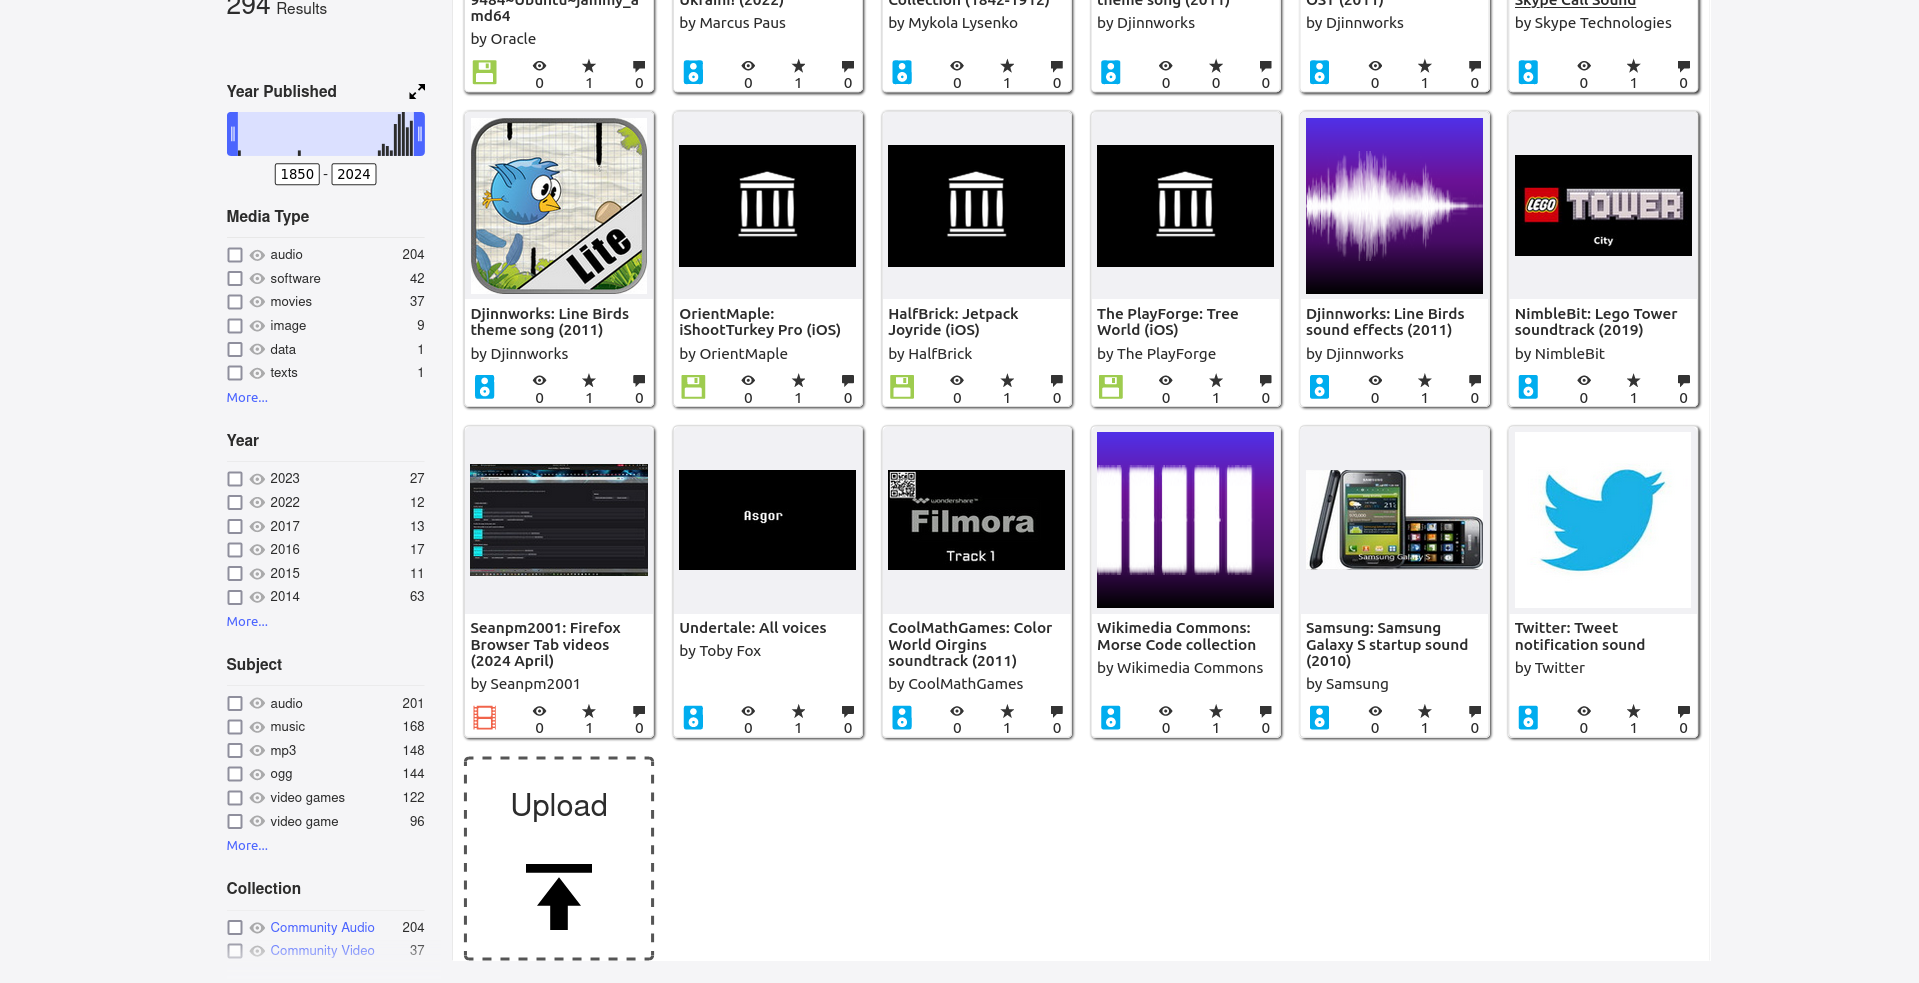 294 Results
Year Published
1850 - 2024
Media Type
audio 204
software 42
movies 37
image 9
data 1
texts 1
More...
Year
2023 27
2022 12
2017 13
2016 17
2015 11
2014 63
More...
Subject
audio 201
music 168
mp3 148
ogg 144
video games 122
video game 96
More...
Collection
Community Audio 204
Community Video 37
9484~Ubuntu~jammy_a
md64
by Oracle
0 1 0
Ukraini! (2022)
by Marcus Paus
0 1 0
Collection (1842-1912)
by Mykola Lysenko
0 1 0
theme song (2011)
by Djinnworks
0 0 0
OST (2011)
by Djinnworks
0 1 0
Skype Call Sound
by Skype Technologies
0 1 0
Lite
Djinnworks: Line Birds
theme song (2011)
by Djinnworks
0 1 0
OrientMaple:
iShootTurkey Pro (iOS)
by OrientMaple
0 1 0
HalfBrick: Jetpack
Joyride (iOS)
by HalfBrick
0 1 0
The PlayForge: Tree
World (iOS)
by The PlayForge
0 1 0
Djinnworks: Line Birds
sound effects (2011)
by Djinnworks
0 1 0
LEGO TOWER
City
NimbleBit: Lego Tower
soundtrack (2019)
by NimbleBit
0 1 0
Seanpm2001: Firefox
Browser Tab videos
(2024 April)
by Seanpm2001
0 1 0
Asgor
Undertale: All voices
by Toby Fox
0 1 0
wondershare™
Filmora
Track 1
CoolMathGames: Color
World Oirgins
soundtrack (2011)
by CoolMathGames
0 1 0
Wikimedia Commons:
Morse Code collection
by Wikimedia Commons
0 1 0
SAMSUNG
21°
Samsung Galaxy S
Samsung: Samsung
Galaxy S startup sound
(2010)
by Samsung
0 1 0
Twitter: Tweet
notification sound
by Twitter
0 1 0
Upload